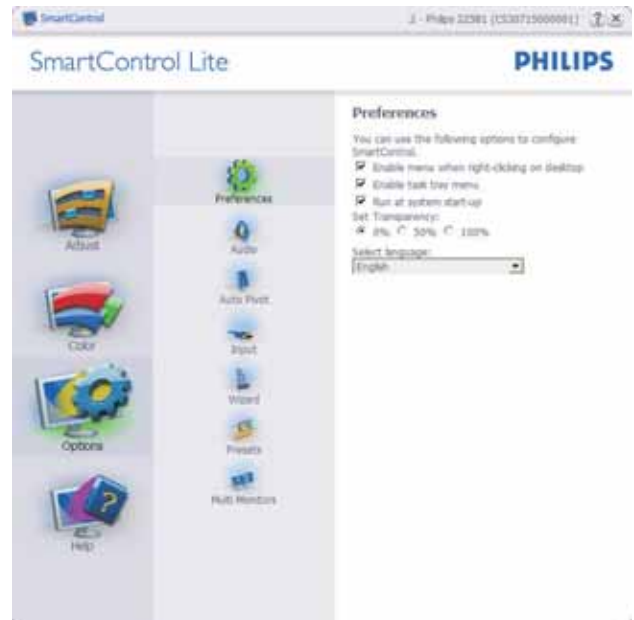 SmartControl
SmartControl Lite
PHILIPS
Adjust
Color
Options
Help
Preferences
Audio
Auto Pivot
Input
Wizard
Presets
Multi Monitors
Preferences
You can use the following options to configure
SmartControl.
Enable menu when right-clicking on desktop
Enable task tray menu
Run at system start-up
Set Transparency:
0% 50% 100%
Select language:
English